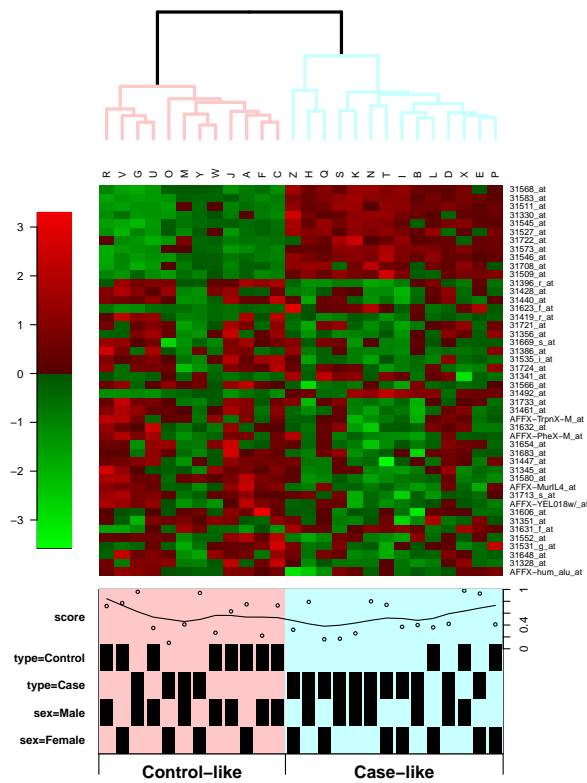 R V G U O M Y W J A F C Z H Q S K N T I B L D X E P
31568_at
31583_at
31511_at
31330_at
31545_at
31527_at
31722_at
31573_at
31546_at
31708_at
31509_at
31396_r_at
31428_at
31440_at
31623_f_at
31419_r_at
31721_at
31356_at
31669_s_at
31386_at
31535_i_at
31724_at
31341_at
31566_at
31492_at
31733_at
31461_at
AFFX−TrpnX−M_at
31632_at
AFFX−PheX−M_at
31654_at
31683_at
31447_at
31345_at
31580_at
AFFX−MurIL4_at
31713_s_at
AFFX−YEL018w/_at
31606_at
31351_at
31631_f_at
31552_at
31531_g_at
31648_at
31328_at
AFFX−hum_alu_at
3
2
1
0
−1
−2
−3
score
type=Control
type=Case
sex=Male
sex=Female
0 0.4 1
Control−like
Case−like